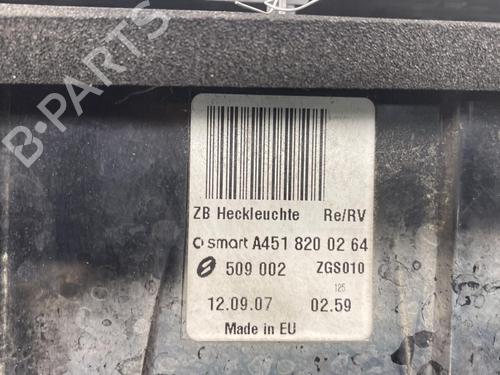 B-PARTS
ZB Heckleuchte Re/RV
smart A451 820 02 64
509 002 ZGS010
125
12.09.07 02.59
Made in EU